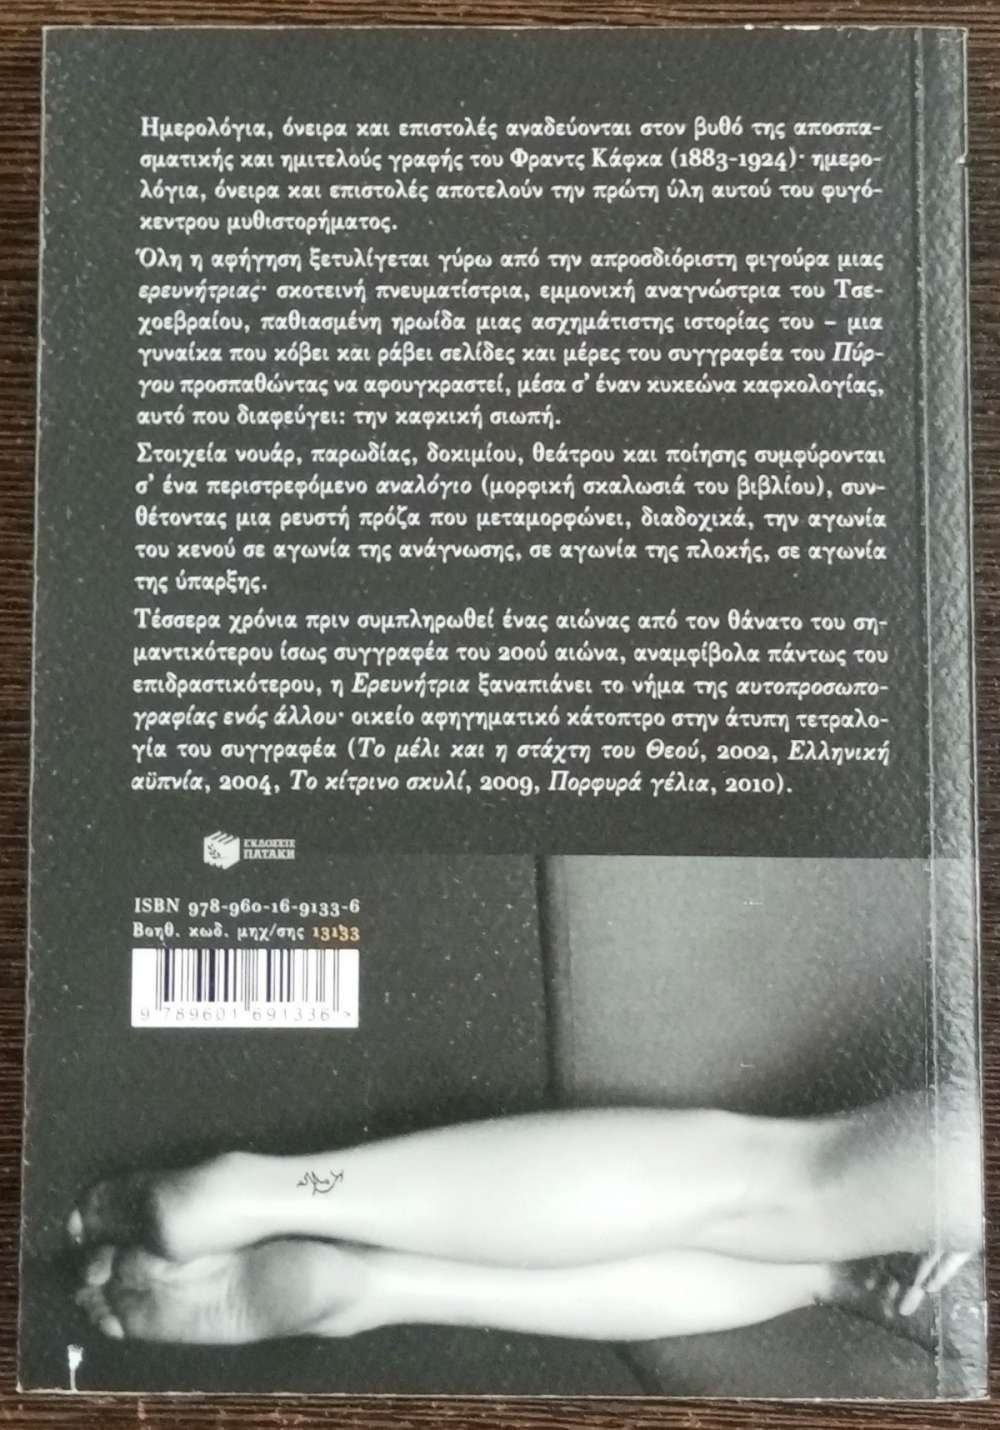 Ημερολόγια, όνειρα και επιστολές αναδεύονται στον βυθό της αποσπα-
σματικής και ημιτελούς γραφής του Φραντς Κάφκα (1883-1924)· ημερο-
λόγια, όνειρα και επιστολές αποτελούν την πρώτη ύλη αυτού του φυγό-
κεντρου μυθιστορήματος.
Όλη η αφήγηση ξετυλίγεται γύρω από την απροσδιόριστη φιγούρα μιας
ερευνήτριας· σκοτεινή πνευματίστρια, εμμονική αναγνώστρια του Τσε-
χοεβραίου, παθιασμένη ηρωίδα μιας ασχημάτιστης ιστορίας του – μια
γυναίκα που κόβει και ράβει σελίδες και μέρες του συγγραφέα του Πύρ-
γου προσπαθώντας να αφουγκραστεί, μέσα σ' έναν κυκεώνα καφκολογίας,
αυτό που διαφεύγει: την καφκική σιωπή.
Στοιχεία νουάρ, παρωδίας, δοκιμίου, θεάτρου και ποίησης συμφύρονται
σ' ένα περιστρεφόμενο αναλόγιο (μορφική σκαλωσιά του βιβλίου), συν-
θέτοντας μια ρευστή πρόζα που μεταμορφώνει, διαδοχικά, την αγωνία
του κενού σε αγωνία της ανάγνωσης, σε αγωνία της πλοκής, σε αγωνία
της ύπαρξης.
Τέσσερα χρόνια πριν συμπληρωθεί ένας αιώνας από τον θάνατο του ση-
μαντικότερου ίσως συγγραφέα του 20ού αιώνα, αναμφίβολα πάντως του
επιδραστικότερου, η Ερευνήτρια ξαναπιάνει το νήμα της αυτοπροσωπο-
γραφίας ενός άλλου· οικείο αφηγηματικό κάτοπτρο στην άτυπη τετραλο-
γία του συγγραφέα (Το μέλι και η στάχτη του Θεού, 2002, Ελληνική
αϋπνία, 2004, Το κίτρινο σκυλί, 2009, Πορφυρά γέλια, 2010).
ΕΚΔΟΣΕΙΣ
ΠΑΤΑΚΗ
ISBN 978-960-16-9133-6
Βοηθ. κωδ. μηχ/σης 13133
9 789601 691336 >